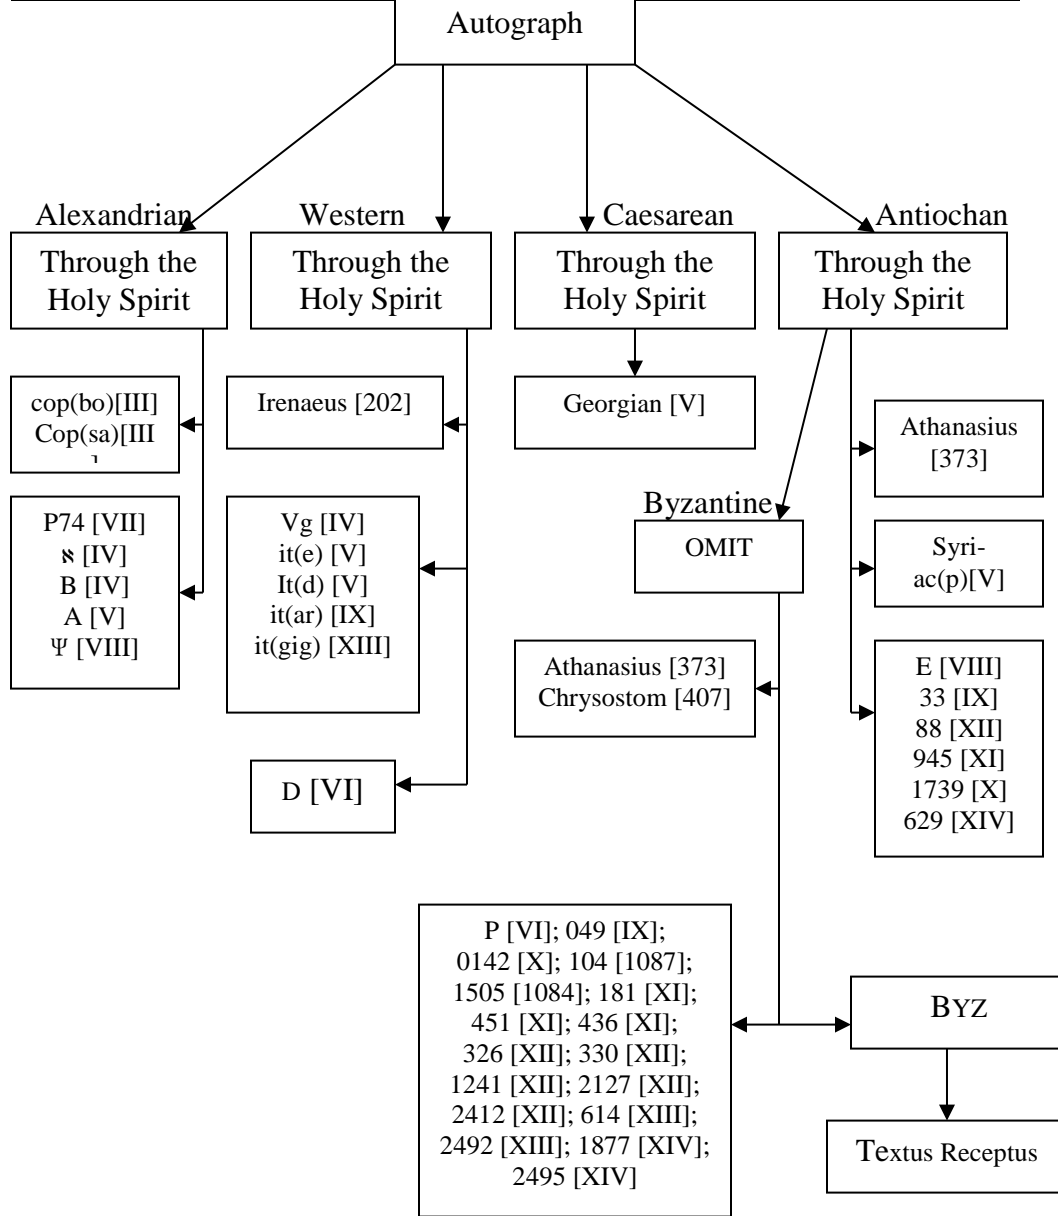 Autograph
Alexandrian
Western
Caesarean
Antiochan
Through the
Holy Spirit
Through the
Holy Spirit
Through the
Holy Spirit
Through the
Holy Spirit
cop(bo)[III]
Cop(sa)[III
]
Irenaeus [202]
Georgian [V]
Athanasius
[373]
P74 [VII]
א [IV]
B [IV]
A [V]
Ψ [VIII]
Vg [IV]
it(e) [V]
It(d) [V]
it(ar) [IX]
it(gig) [XIII]
Byzantine
OMIT
Syri-
ac(p)[V]
Athanasius [373]
Chrysostom [407]
E [VIII]
33 [IX]
88 [XII]
945 [XI]
1739 [X]
629 [XIV]
D [VI]
P [VI]; 049 [IX];
0142 [X]; 104 [1087];
1505 [1084]; 181 [XI];
451 [XI]; 436 [XI];
326 [XII]; 330 [XII];
1241 [XII]; 2127 [XII];
2412 [XII]; 614 [XIII];
2492 [XIII]; 1877 [XIV];
2495 [XIV]
BYZ
Textus Receptus